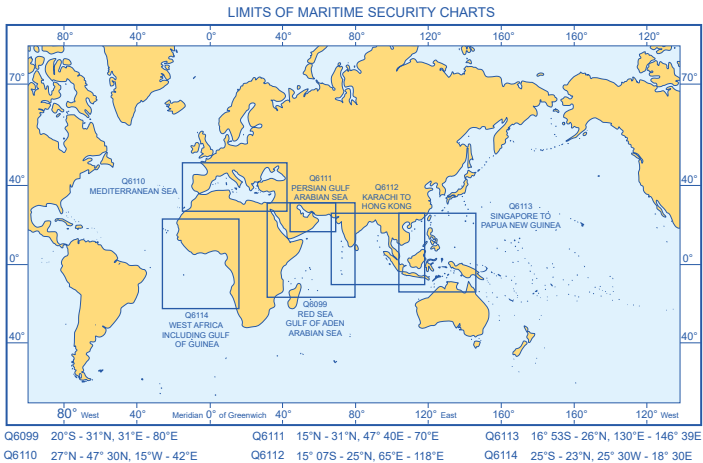 LIMITS OF MARITIME SECURITY CHARTS
80° 40° 0° 40° 80° 120° 160° 160° 120°
70° 70°
Q6110
MEDITERRANEAN SEA
Q6111
PERSIAN GULF
ARABIAN SEA
Q6112
KARACHI TO
HONG KONG
Q6113
SINGAPORE TO
PAPUA NEW GUINEA
40° 40°
0° 0°
Q6114
WEST AFRICA
INCLUDING GULF
OF GUINEA
Q6099
RED SEA
GULF OF ADEN
ARABIAN SEA
40° 40°
80° West 40° Meridian 0° of Greenwich 40° 80° 120° East 160° 160° 120° West
Q6099 20°S - 31°N, 31°E - 80°E Q6111 15°N - 31°N, 47° 40E - 70°E Q6113 16° 53S - 26°N, 130°E - 146° 39E
Q6110 27°N - 47° 30N, 15°W - 42°E Q6112 15° 07S - 25°N, 65°E - 118°E Q6114 25°S - 23°N, 25° 30W - 18° 30E